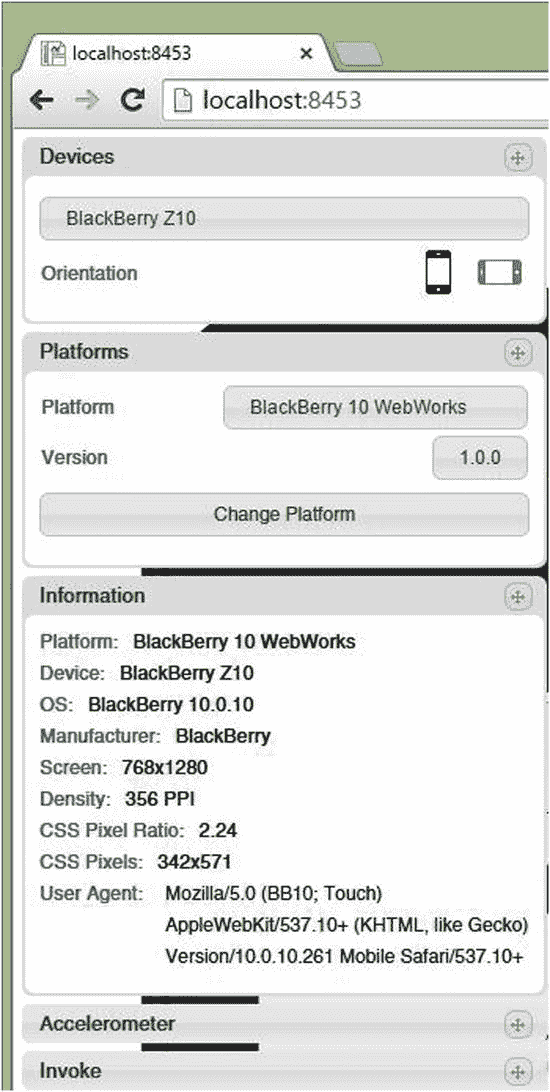 localhost:8453
localhost:8453
Devices
BlackBerry Z10
Orientation
Platforms
Platform BlackBerry 10 WebWorks
Version 1.0.0
Change Platform
Information
Platform: BlackBerry 10 WebWorks
Device: BlackBerry Z10
OS: BlackBerry 10.0.10
Manufacturer: BlackBerry
Screen: 768x1280
Density: 356 PPI
CSS Pixel Ratio: 2.24
CSS Pixels: 342x571
User Agent: Mozilla/5.0 (BB10; Touch)
AppleWebKit/537.10+ (KHTML, like Gecko)
Version/10.0.10.261 Mobile Safari/537.10+
Accelerometer
Invoke